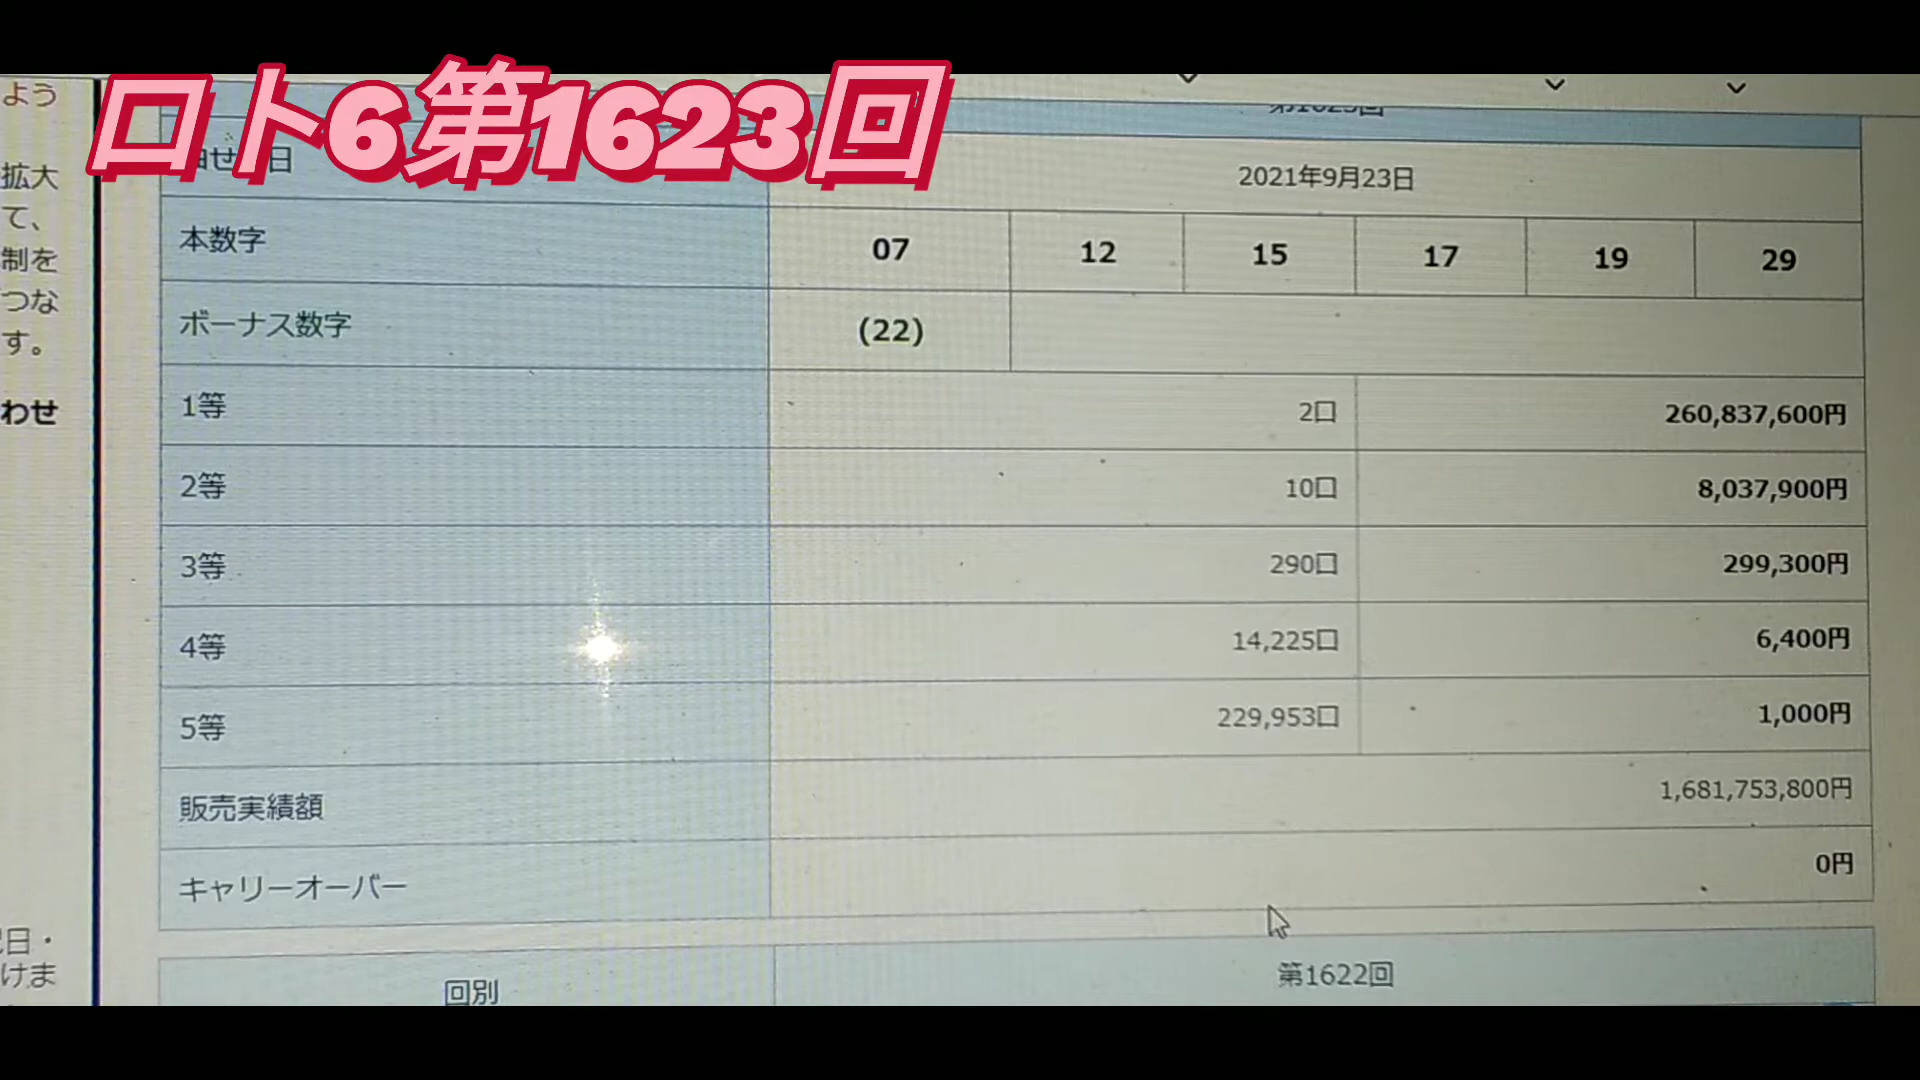 ロト6第1623回
よう
拡大
て、
制を
つな
す。
わせ
日・
けま
2021年9月23日
本数字 07 12 15 17 19 29
ボーナス数字 (22)
1等 2口 260,837,600円
2等 10口 8,037,900円
3等 290口 299,300円
4等 14,225口 6,400円
5等 229,953口 1,000円
販売実績額 1,681,753,800円
キャリーオーバー 0円
回別 第1622回